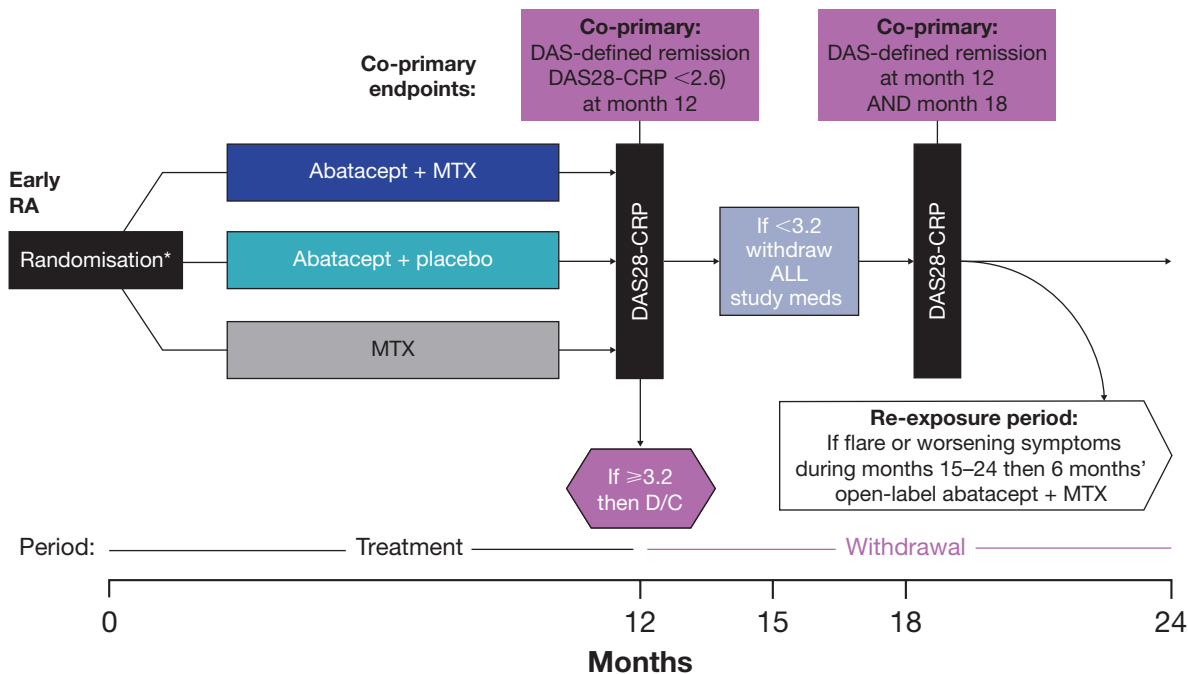 Co-primary
endpoints:
Co-primary:
DAS-defined remission
DAS28-CRP <2.6)
at month 12
Co-primary:
DAS-defined remission
at month 12
AND month 18
Early
RA
Randomisation*
Abatacept + MTX
Abatacept + placebo
MTX
DAS28-CRP
If <3.2
withdraw
ALL
study meds
DAS28-CRP
If ⩾3.2
then D/C
Re-exposure period:
If flare or worsening symptoms
during months 15–24 then 6 months’
open-label abatacept + MTX
Period: Treatment Withdrawal
0 12 15 18 24
Months